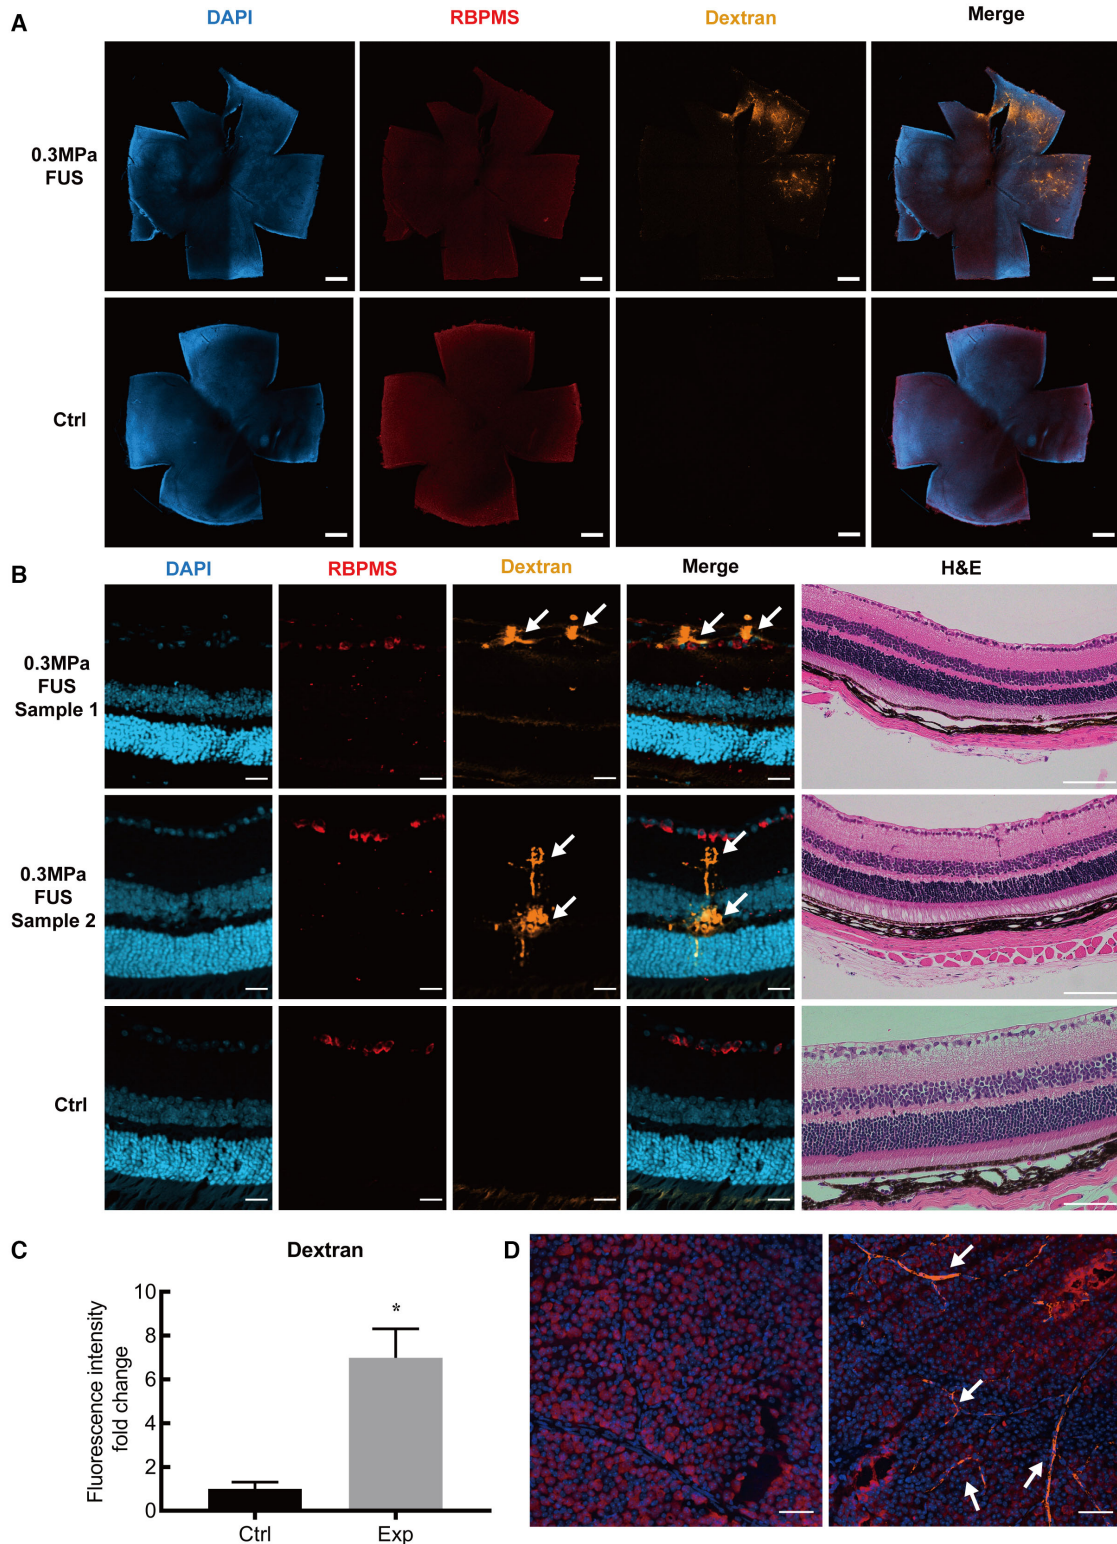 A
DAPI
RBPMS
Dextran
Merge
0.3MPa
FUS
Ctrl
B
DAPI
RBPMS
Dextran
Merge
H&E
0.3MPa
FUS
Sample 1
0.3MPa
FUS
Sample 2
Ctrl
C
Dextran
Fluorescence intensity
fold change
10
8
6
4
2
0
*
Ctrl
Exp
D